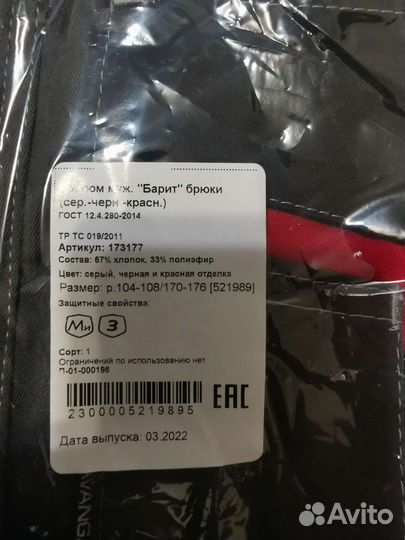 муж. "Барит" брюки
(сер.-черн.-красн.)
ГОСТ 12.4.280-2014
ТР ТС 019/2011
Артикул: 173177
Состав: 67% хлопок, 33% полиэфир
Цвет: серый, черная и красная отделка
Размер: р.104-108/170-176 [521989]
Защитные свойства:
Ми З
Сорт: 1
Ограничений по использованию нет
П-01-000196
2300005219895
EAC
Дата выпуска: 03.2022
VANG
Avito